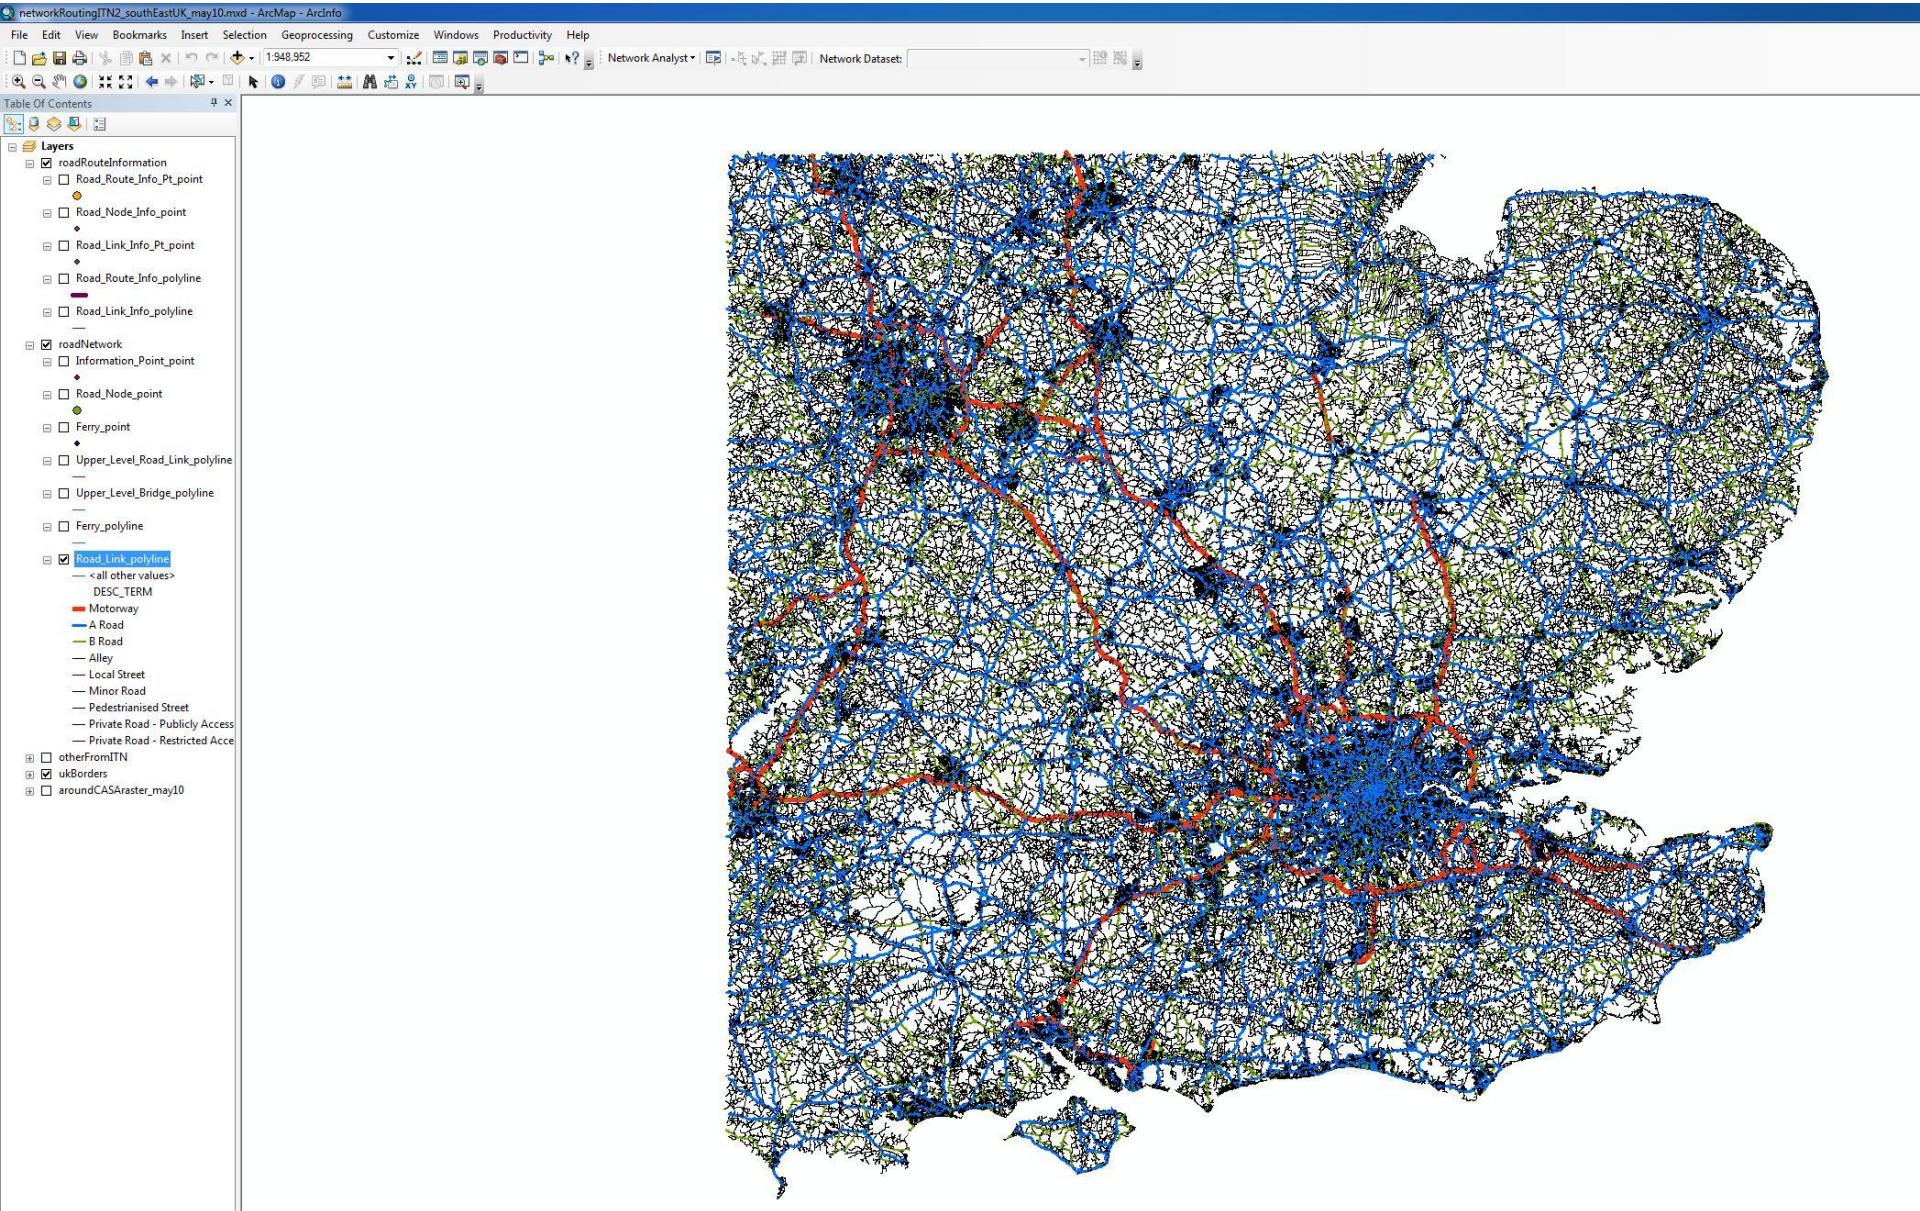 networkRoutingITN2_southEastUK_may10.mxd - ArcMap - ArcInfo
File Edit View Bookmarks Insert Selection Geoprocessing Customize Windows Productivity Help
1:948,952 Network Analyst Network Dataset:
Table Of Contents
Layers
roadRouteInformation
Road_Route_Info_Pt_point
Road_Node_Info_point
Road_Link_Info_Pt_point
Road_Route_Info_polyline
Road_Link_Info_polyline
roadNetwork
Information_Point_point
Road_Node_point
Ferry_point
Upper_Level_Road_Link_polyline
Upper_Level_Bridge_polyline
Ferry_polyline
Road_Link_polyline
<all other values>
DESC_TERM
Motorway
A Road
B Road
Alley
Local Street
Minor Road
Pedestrianised Street
Private Road - Publicly Access
Private Road - Restricted Acce
otherFromITN
ukBorders
aroundCASAraster_may10